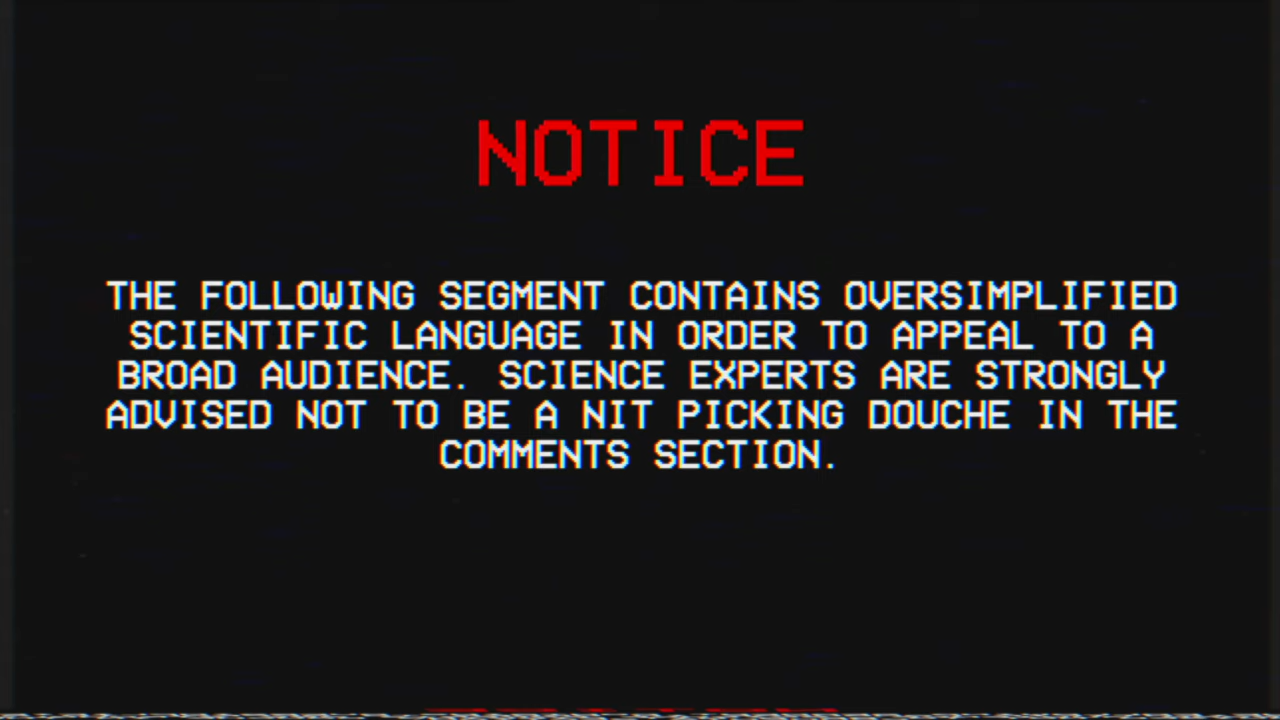 NOTICE
THE FOLLOWING SEGMENT CONTAINS OVERSIMPLIFIED
SCIENTIFIC LANGUAGE IN ORDER TO APPEAL TO A
BROAD AUDIENCE. SCIENCE EXPERTS ARE STRONGLY
ADVISED NOT TO BE A NIT PICKING DOUCHE IN THE
COMMENTS SECTION.